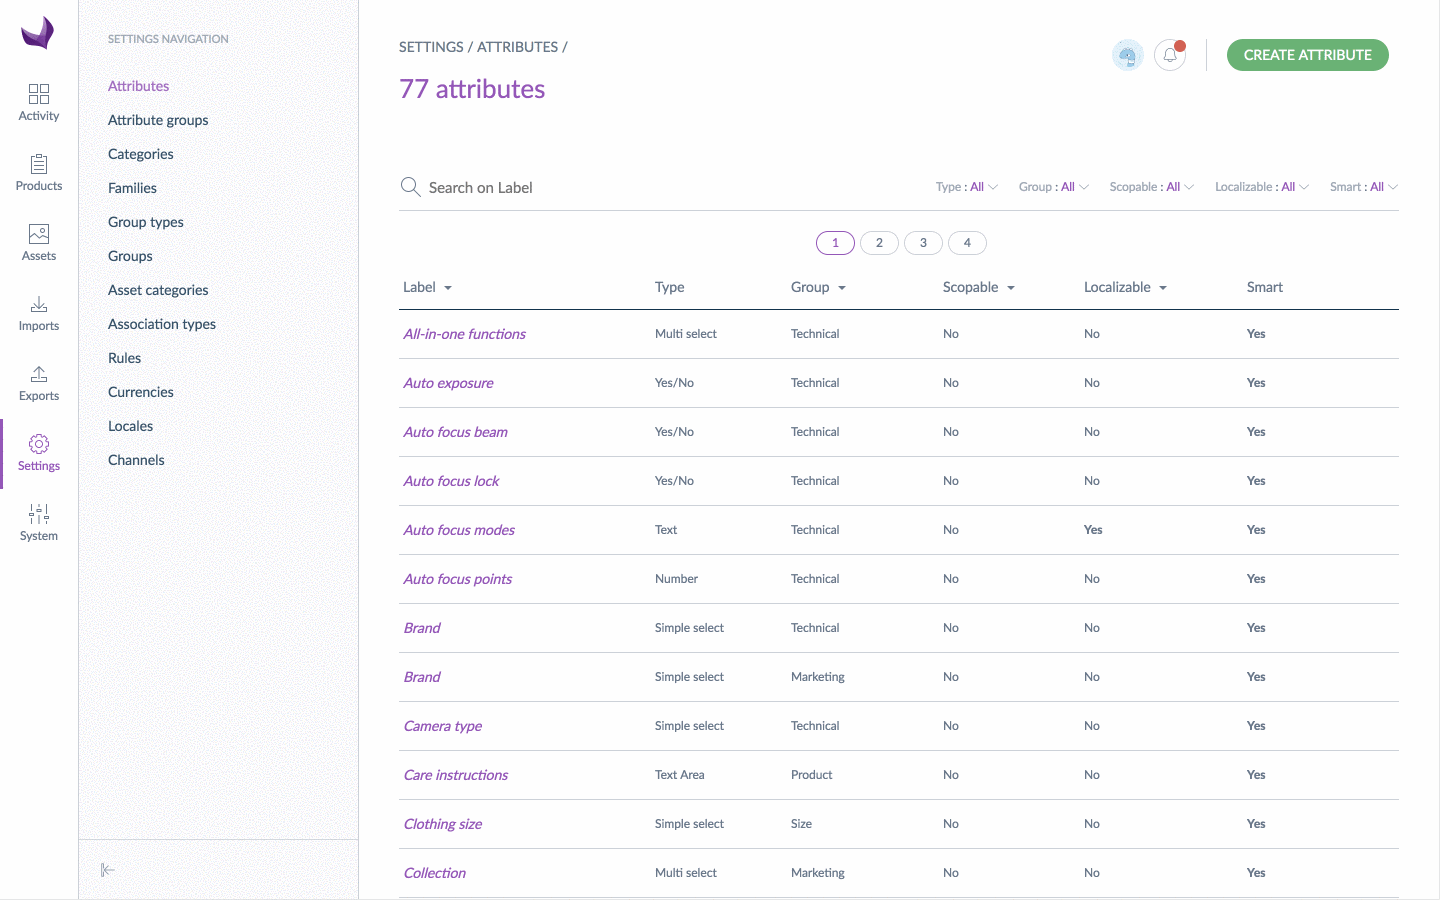 SETTINGS NAVIGATION
Attributes
Attribute groups
Categories
Families
Group types
Groups
Asset categories
Association types
Rules
Currencies
Locales
Channels
Activity
Products
Assets
Imports
Exports
Settings
System
SETTINGS / ATTRIBUTES /
77 attributes
CREATE ATTRIBUTE
Search on Label
Type : All Group : All Scopable : All Localizable : All Smart : All
1 2 3 4
Label Type Group Scopable Localizable Smart
All-in-one functions Multi select Technical No No Yes
Auto exposure Yes/No Technical No No Yes
Auto focus beam Yes/No Technical No No Yes
Auto focus lock Yes/No Technical No No Yes
Auto focus modes Text Technical No Yes Yes
Auto focus points Number Technical No No Yes
Brand Simple select Technical No No Yes
Brand Simple select Marketing No No Yes
Camera type Simple select Technical No No Yes
Care instructions Text Area Product No No Yes
Clothing size Simple select Size No No Yes
Collection Multi select Marketing No No Yes